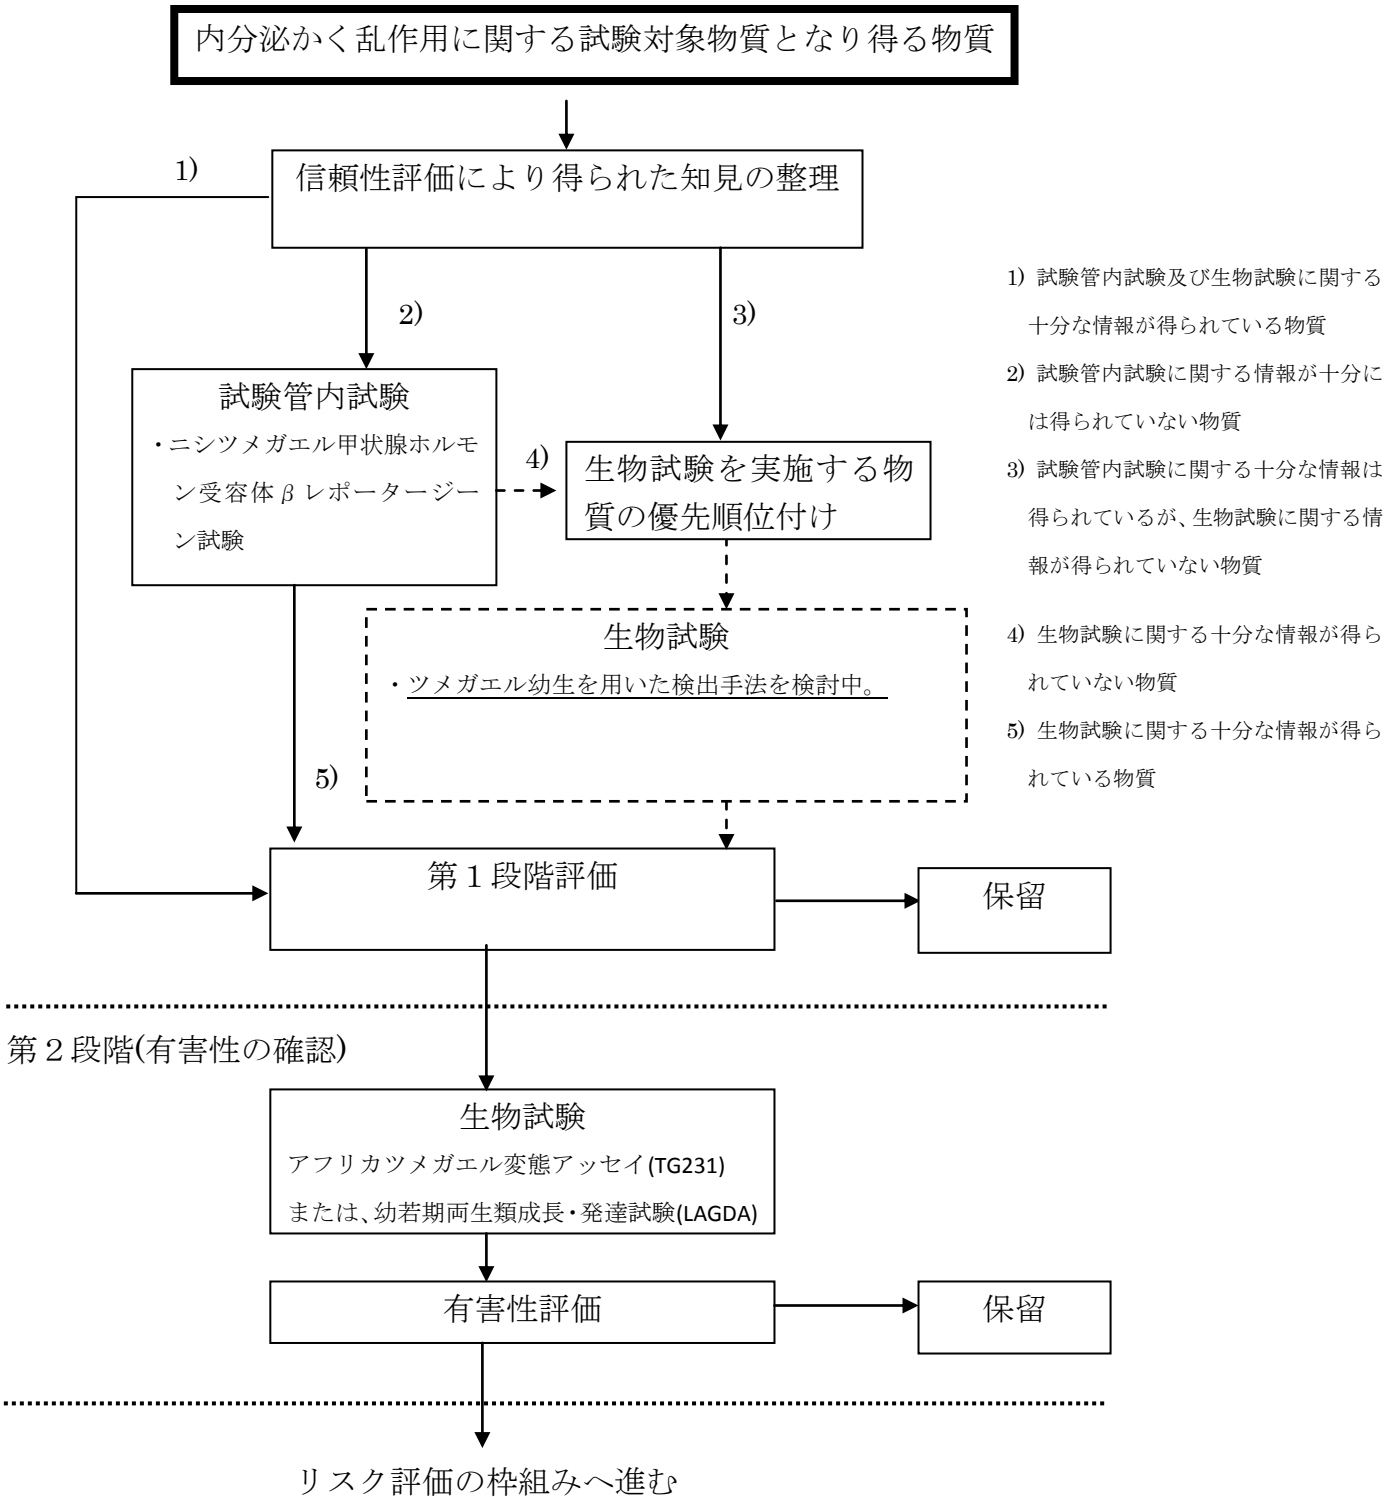 内分泌かく乱作用に関する試験対象物質となり得る物質
1)
信頼性評価により得られた知見の整理
2)
3)
1) 試験管内試験及び生物試験に関する
十分な情報が得られている物質
2) 試験管内試験に関する情報が十分に
は得られていない物質
3) 試験管内試験に関する十分な情報は
得られているが、生物試験に関する情
報が得られていない物質
4) 生物試験に関する十分な情報が得ら
れていない物質
5) 生物試験に関する十分な情報が得ら
れている物質
試験管内試験
・ニシツメガエル甲状腺ホルモ
ン受容体βレポータージー
ン試験
4)
生物試験を実施する物
質の優先順位付け
生物試験
・ツメガエル幼生を用いた検出手法を検討中。
5)
第１段階評価
保留
第２段階(有害性の確認)
生物試験
アフリカツメガエル変態アッセイ(TG231)
または、幼若期両生類成長・発達試験(LAGDA)
有害性評価
保留
リスク評価の枠組みへ進む